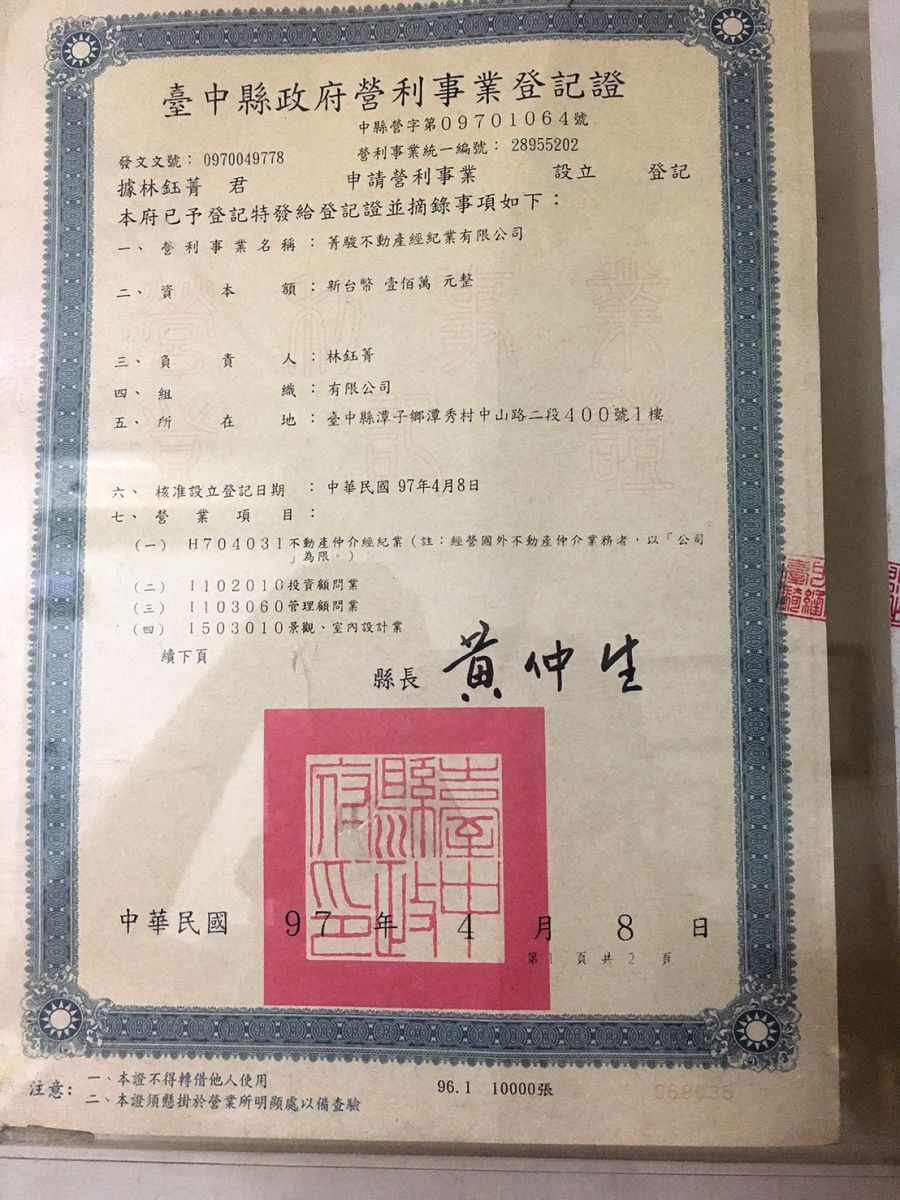 臺中縣政府營利事業登記證
中縣營字第09701064號
發文文號：0970049778
營利事業統一編號：28955202
據林鈺菁 君 申請營利事業 設立 登記
本府已予登記特發給登記證並摘錄事項如下：
一、營利事業名稱：菁駿不動產經紀業有限公司
二、資本額：新台幣 壹佰萬 元整
三、負責人：林鈺菁
四、組織：有限公司
五、所在地：臺中縣潭子鄉潭秀村中山路二段400號1樓
六、核准設立登記日期：中華民國 97年4月8日
七、營業項目：
(一) H704031不動產仲介經紀業（註：經營國外不動產仲介業務者，以「公司
」為限。）
(二) I102010投資顧問業
(三) I103060管理顧問業
(四) I503010景觀、室內設計業
續下頁
縣長 黃仲生
臺中縣政府印
中華民國 97 年 4 月 8 日
第1頁共2頁
注意：一、本證不得轉借他人使用
二、本證須懸掛於營業所明顯處以備查驗
96.1 10000張
968035